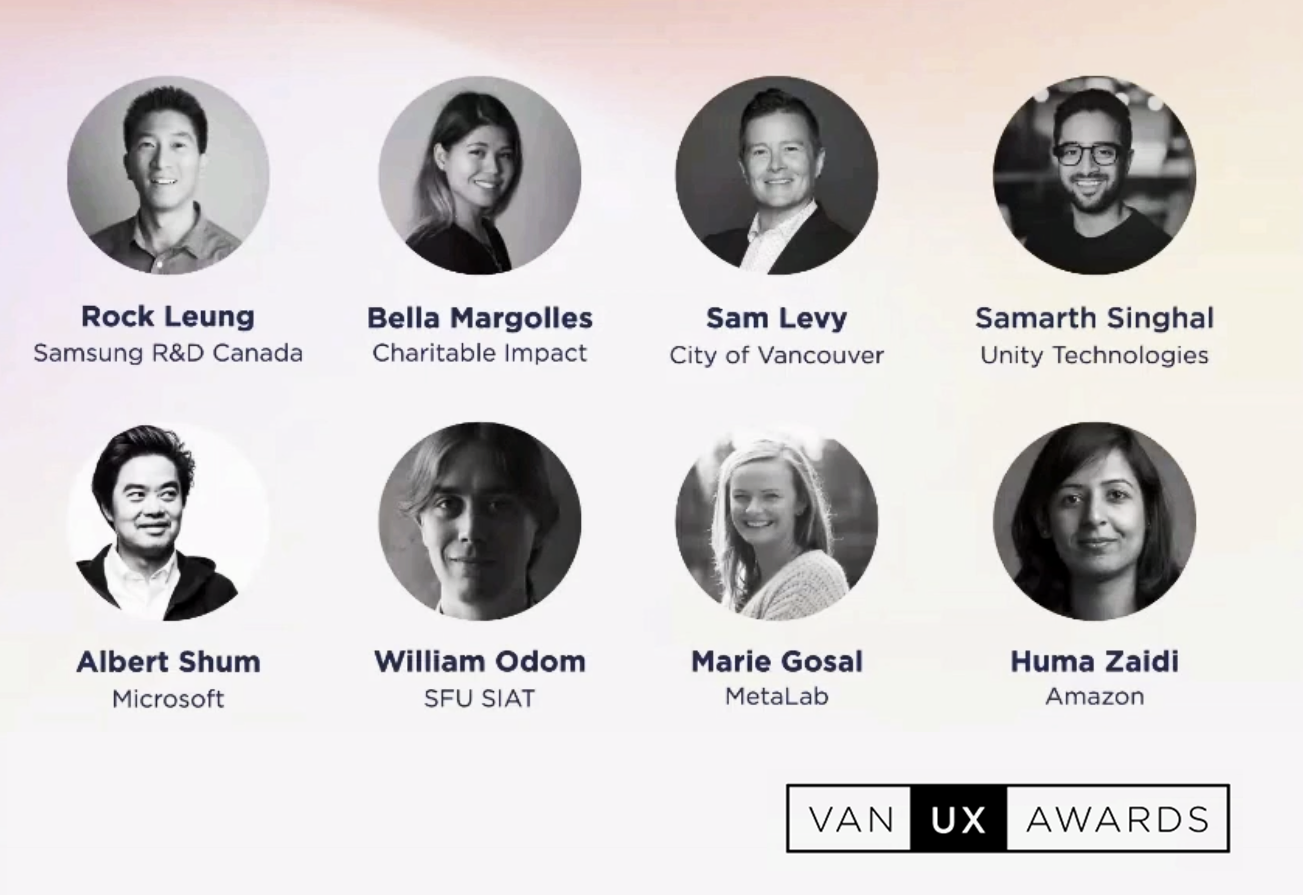 Rock Leung
Samsung R&D Canada
Bella Margolles
Charitable Impact
Sam Levy
City of Vancouver
Samarth Singhal
Unity Technologies
Albert Shum
Microsoft
William Odom
SFU SIAT
Marie Gosal
MetaLab
Huma Zaidi
Amazon
VAN UX AWARDS